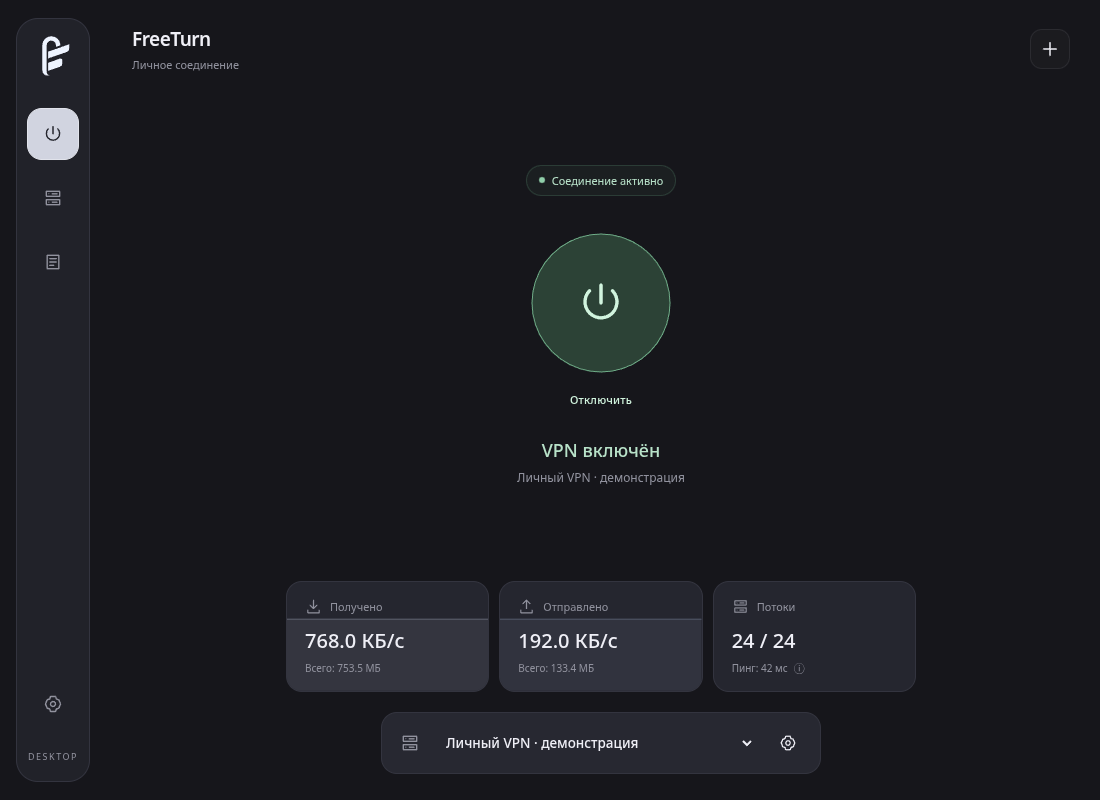 FreeTurn
Личное соединение
Соединение активно
Отключить
VPN включён
Личный VPN · демонстрация
Получено
768.0 КБ/с
Всего: 753.5 МБ
Отправлено
192.0 КБ/с
Всего: 133.4 МБ
Потоки
24 / 24
Пинг: 42 мс
Личный VPN · демонстрация
DESKTOP